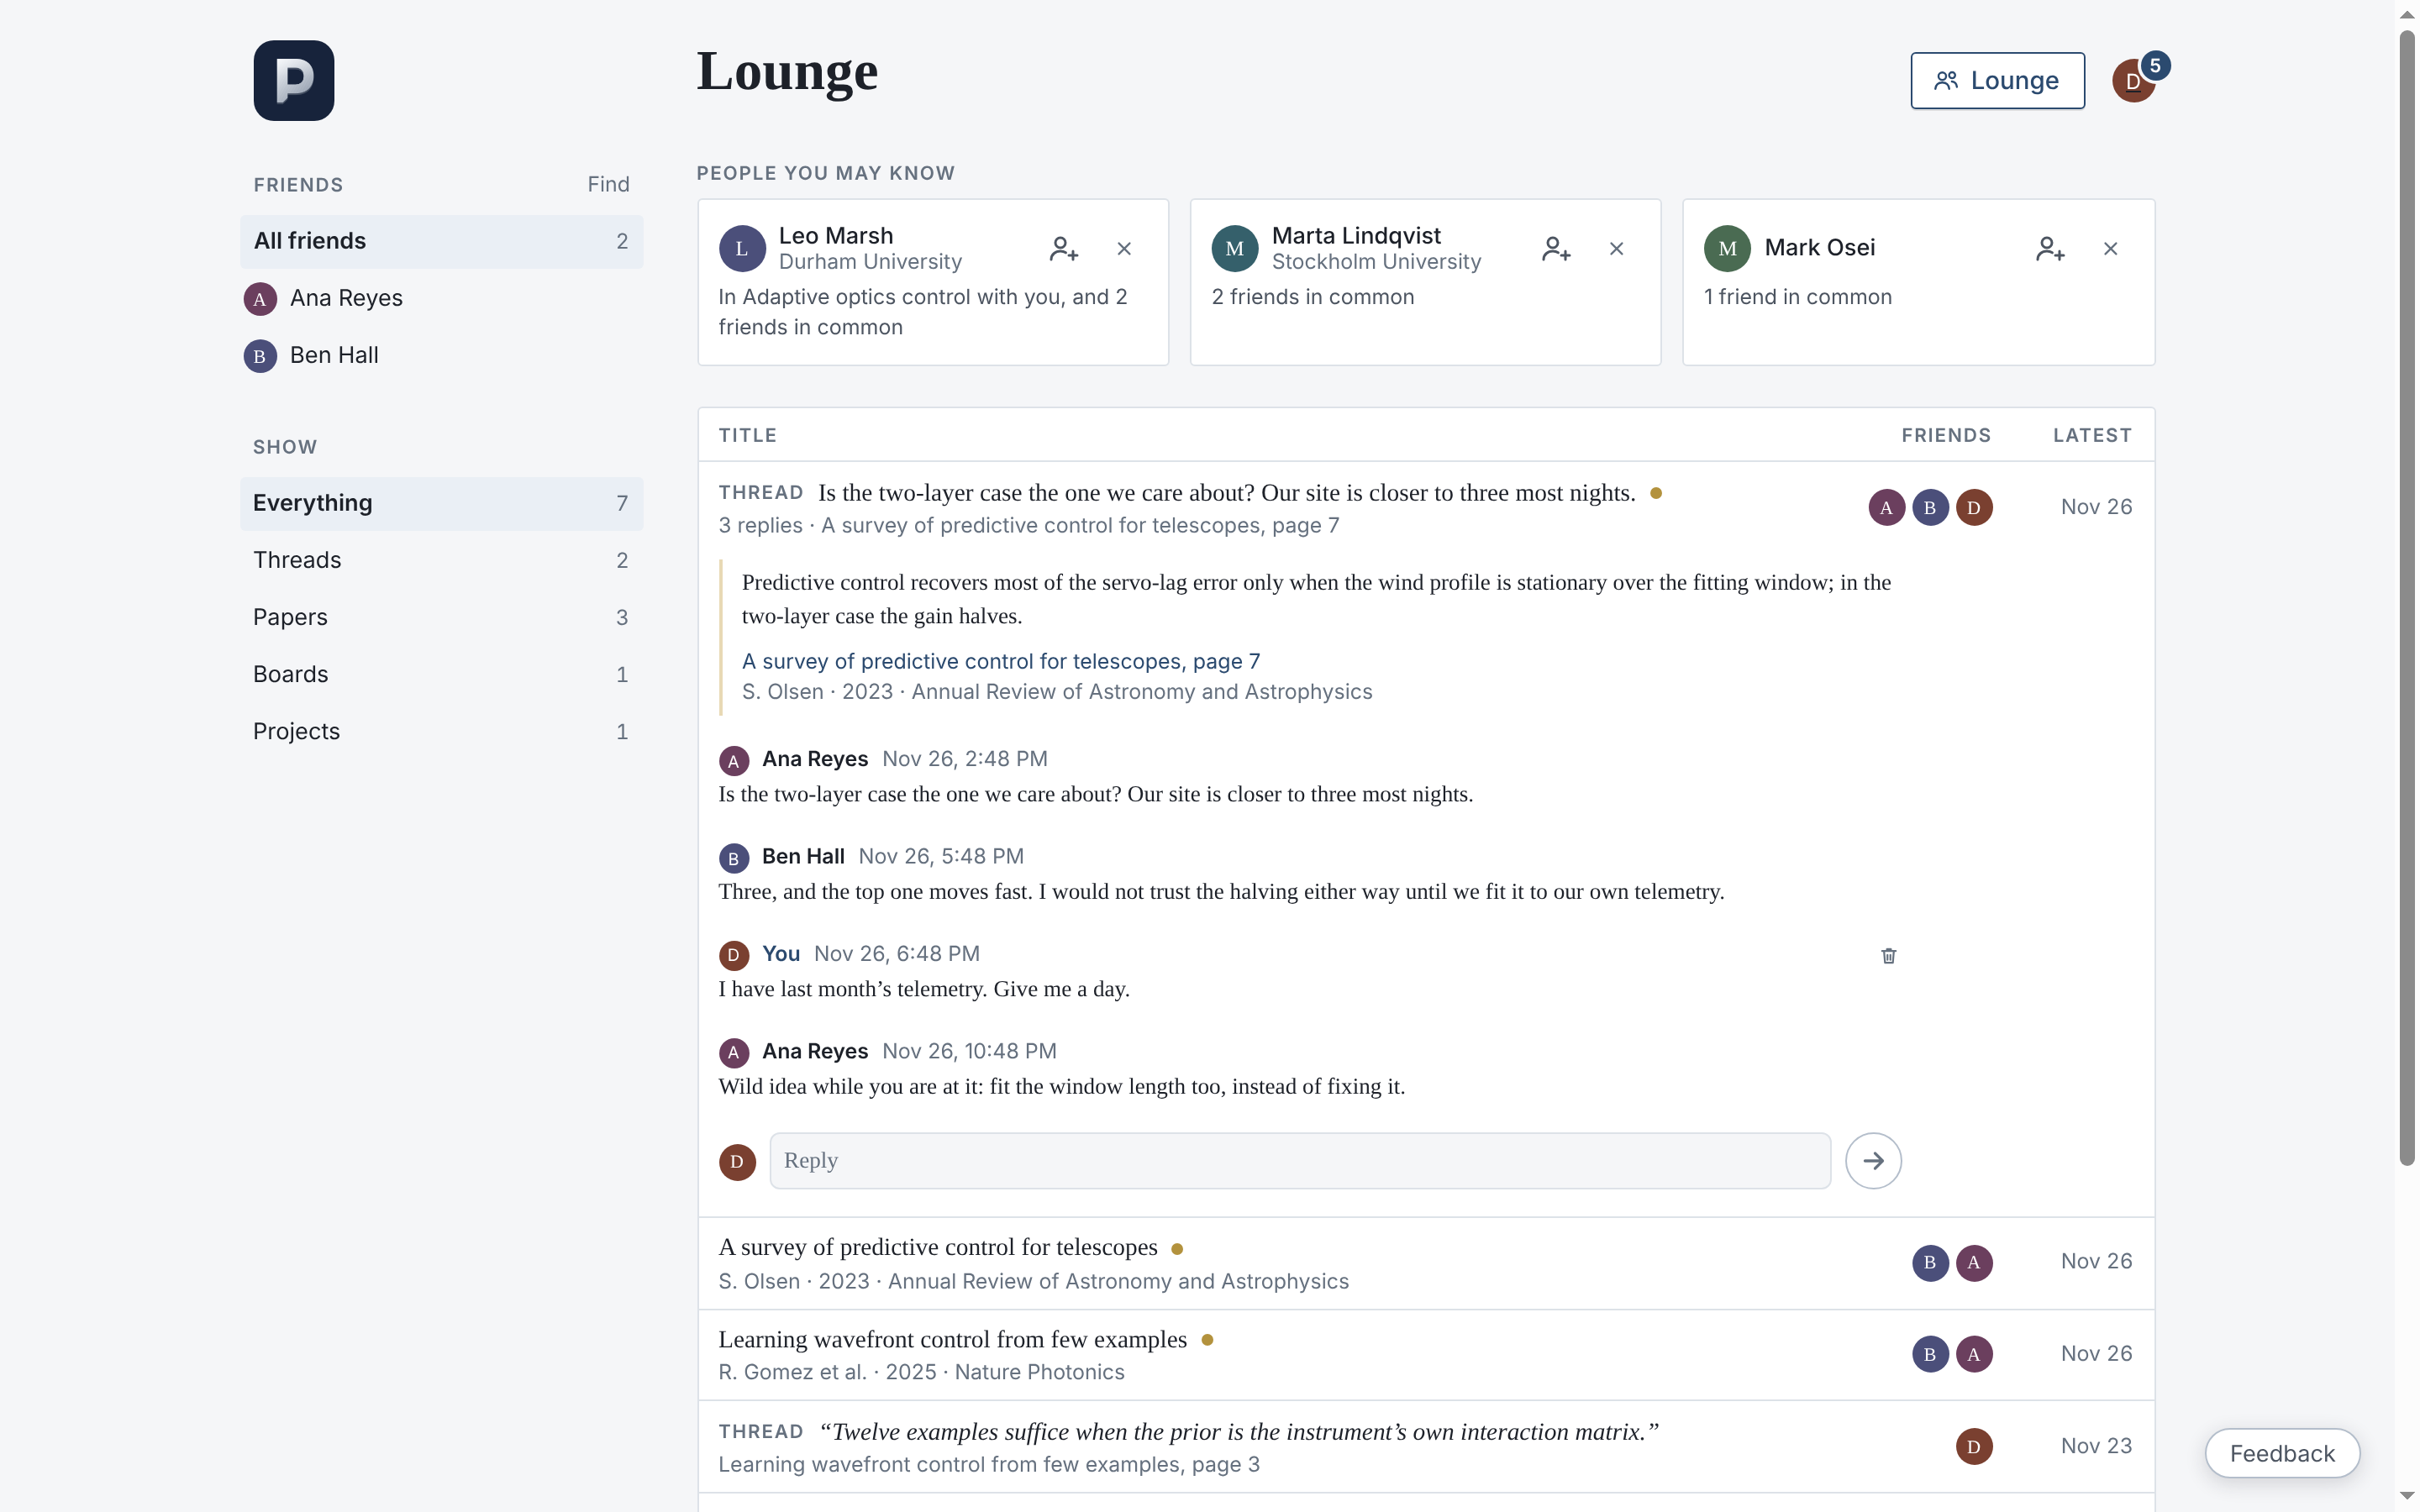 P
Lounge
Lounge
D
5
FRIENDS
Find
All friends
2
A
Ana Reyes
B
Ben Hall
SHOW
Everything
7
Threads
2
Papers
3
Boards
1
Projects
1
PEOPLE YOU MAY KNOW
L
Leo Marsh
Durham University
In Adaptive optics control with you, and 2
friends in common
M
Marta Lindqvist
Stockholm University
2 friends in common
M
Mark Osei
1 friend in common
TITLE
FRIENDS
LATEST
THREAD Is the two-layer case the one we care about? Our site is closer to three most nights.
3 replies · A survey of predictive control for telescopes, page 7
A B D
Nov 26
Predictive control recovers most of the servo-lag error only when the wind profile is stationary over the fitting window; in the
two-layer case the gain halves.
A survey of predictive control for telescopes, page 7
S. Olsen · 2023 · Annual Review of Astronomy and Astrophysics
A Ana Reyes Nov 26, 2:48 PM
Is the two-layer case the one we care about? Our site is closer to three most nights.
B Ben Hall Nov 26, 5:48 PM
Three, and the top one moves fast. I would not trust the halving either way until we fit it to our own telemetry.
D You Nov 26, 6:48 PM
I have last month’s telemetry. Give me a day.
A Ana Reyes Nov 26, 10:48 PM
Wild idea while you are at it: fit the window length too, instead of fixing it.
D Reply
A survey of predictive control for telescopes
S. Olsen · 2023 · Annual Review of Astronomy and Astrophysics
B A
Nov 26
Learning wavefront control from few examples
R. Gomez et al. · 2025 · Nature Photonics
B A
Nov 26
THREAD “Twelve examples suffice when the prior is the instrument’s own interaction matrix.”
Learning wavefront control from few examples, page 3
D
Nov 23
Feedback